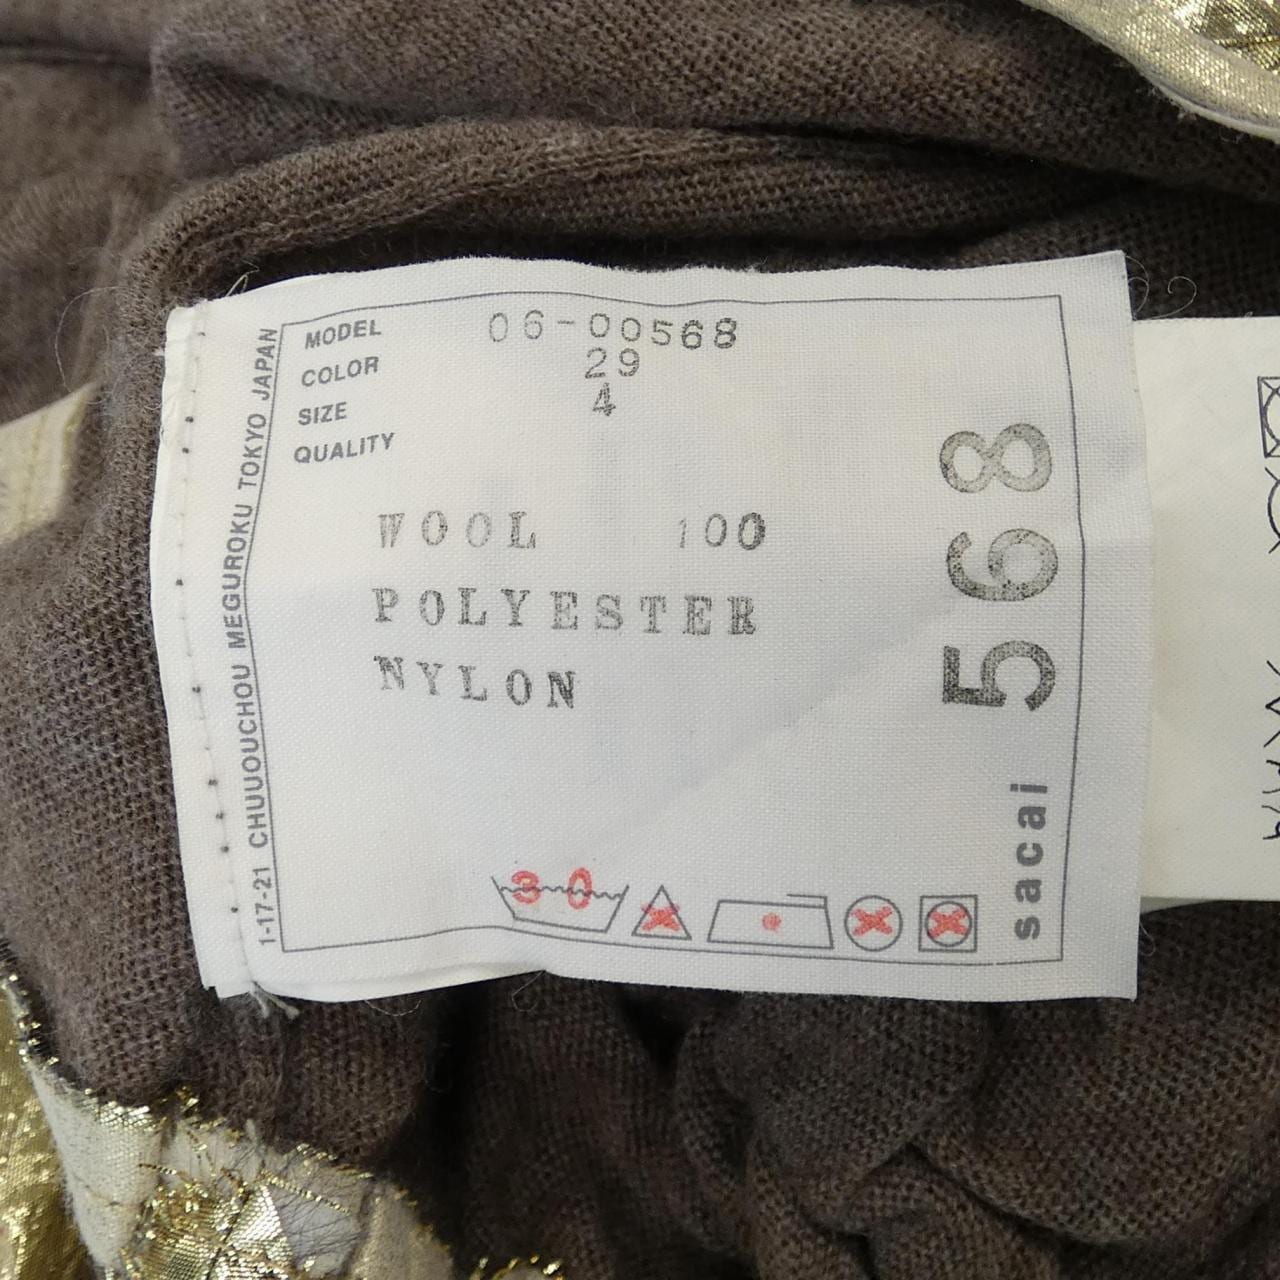 MODEL 06-00568
COLOR 29
SIZE 4
QUALITY
WOOL 100
POLYESTER
NYLON
30
568
sacai
1-17-21 CHUUOUCHOU MEGUROKU TOKYO JAPAN